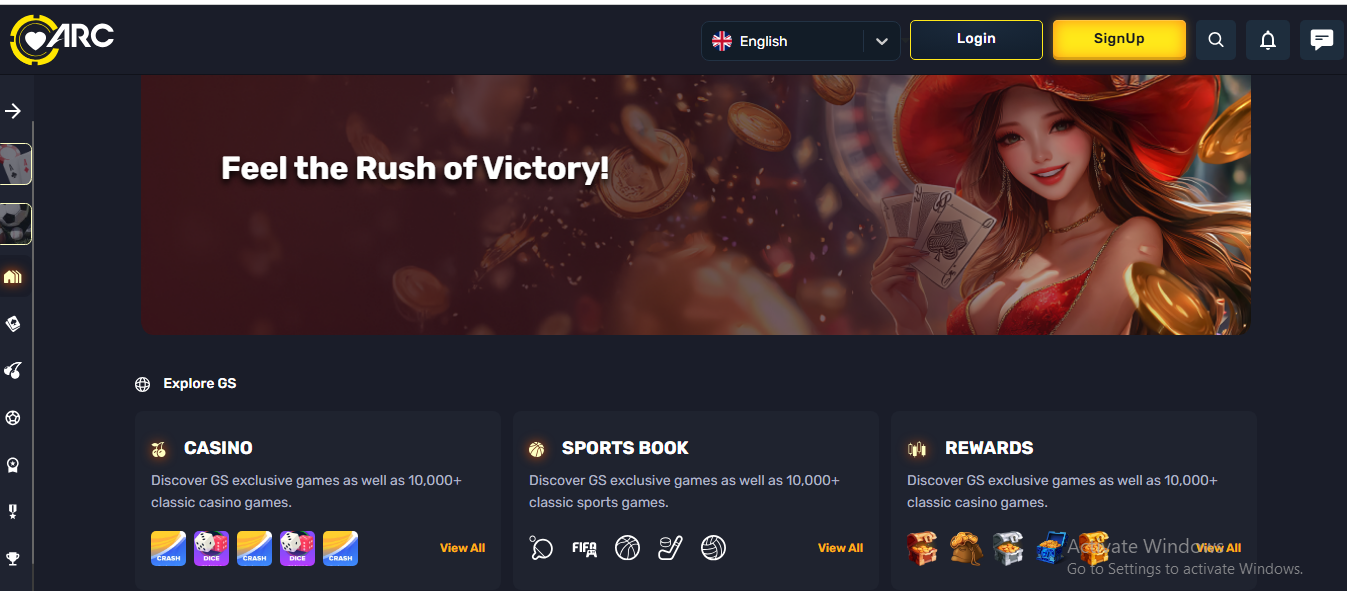 ARC
English
Login
SignUp
Feel the Rush of Victory!
Explore GS
CASINO
Discover GS exclusive games as well as 10,000+
classic casino games.
CRASH
DICE
CRASH
DICE
CRASH
View All
SPORTS BOOK
Discover GS exclusive games as well as 10,000+
classic sports games.
FIFA
View All
REWARDS
Discover GS exclusive games as well as 10,000+
classic casino games.
View All
Activate Windows
Go to Settings to activate Windows.